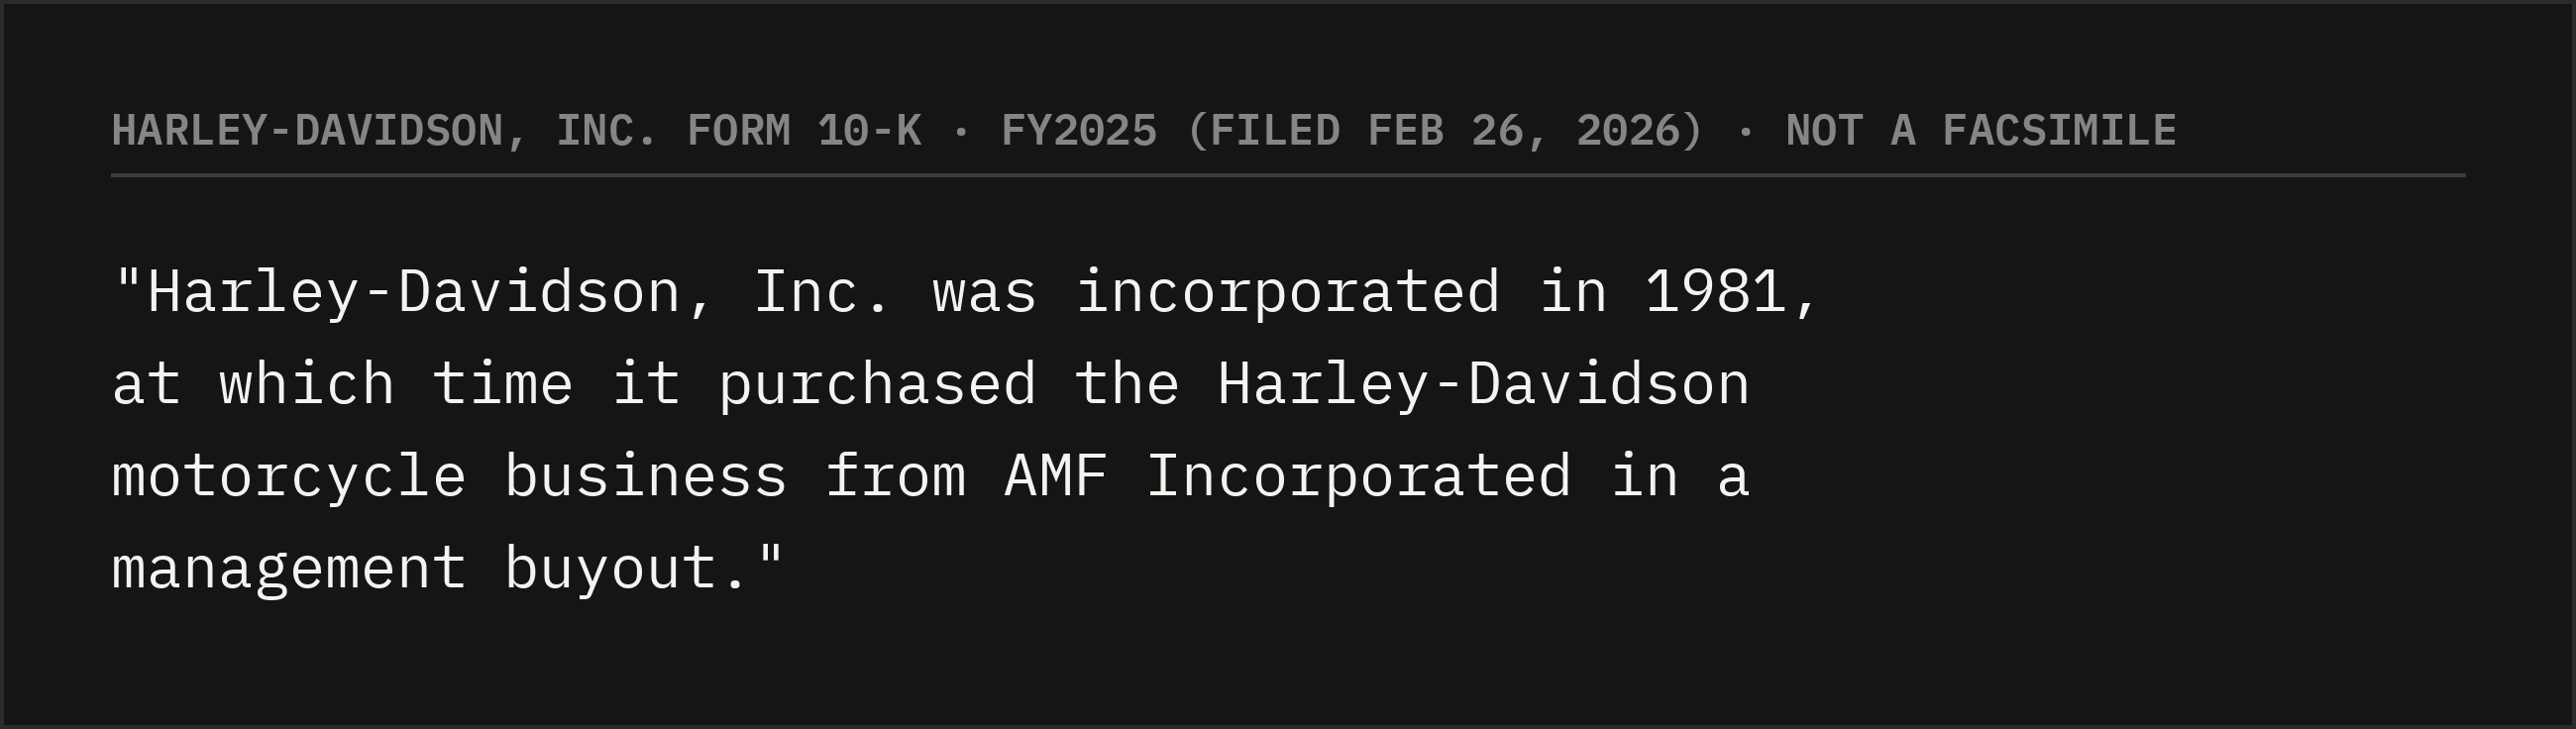 HARLEY-DAVIDSON, INC. FORM 10-K · FY2025 (FILED FEB 26, 2026) · NOT A FACSIMILE
"Harley-Davidson, Inc. was incorporated in 1981,
at which time it purchased the Harley-Davidson
motorcycle business from AMF Incorporated in a
management buyout."